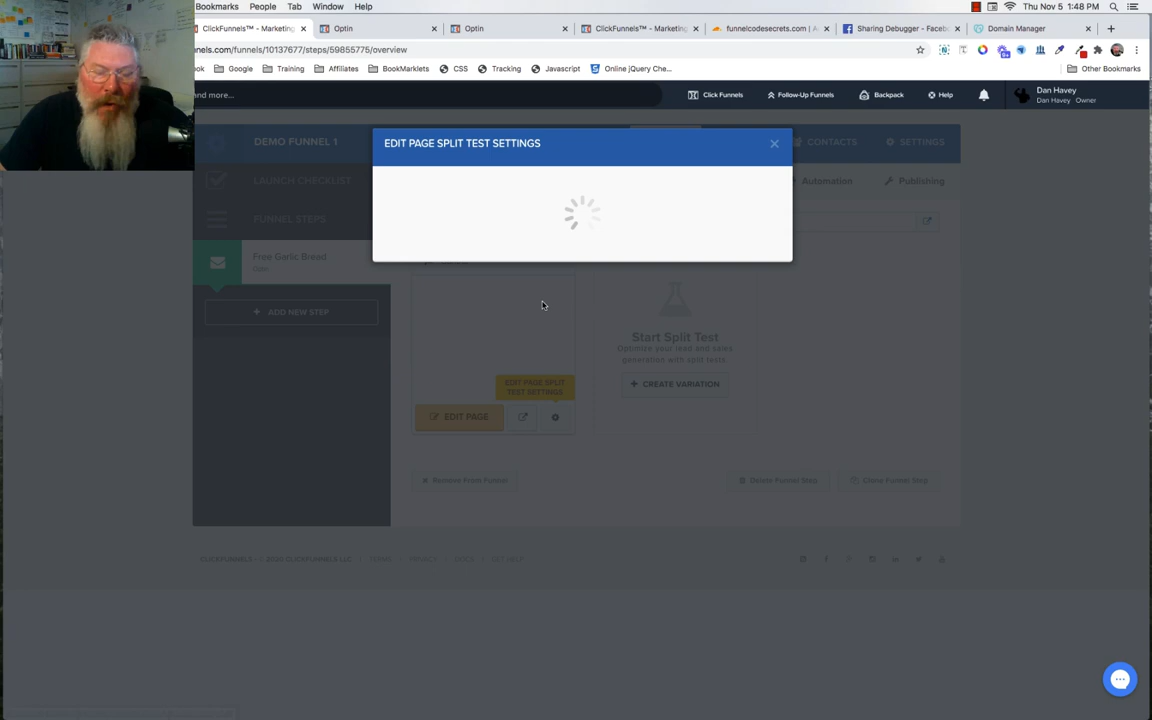 Bookmarks People Tab Window Help
Thu Nov 5 1:48 PM
ClickFunnels™ - Marketing
Optin
Optin
ClickFunnels™ - Marketing
funnelcodesecrets.com | A
Sharing Debugger - Faceb
Domain Manager
nels.com/funnels/10137677/steps/59855775/overview
ok
Google
Training
Affiliates
BookMarklets
CSS
Tracking
Javascript
Online jQuery Che...
Other Bookmarks
nd more...
Click Funnels
Follow-Up Funnels
Backpack
Help
Dan Havey
Dan Havey Owner
DEMO FUNNEL 1
EDIT PAGE SPLIT TEST SETTINGS
CONTACTS
SETTINGS
LAUNCH CHECKLIST
Automation
Publishing
FUNNEL STEPS
Free Garlic Bread
Optin
+ ADD NEW STEP
Start Split Test
Optimize your lead and sales
generation with split tests.
+ CREATE VARIATION
EDIT PAGE SPLIT
TEST SETTINGS
EDIT PAGE
Remove From Funnel
Delete Funnel Step
Clone Funnel Step
CLICKFUNNELS - © 2020 CLICKFUNNELS LLC
TERMS
PRIVACY
DOCS
GET HELP